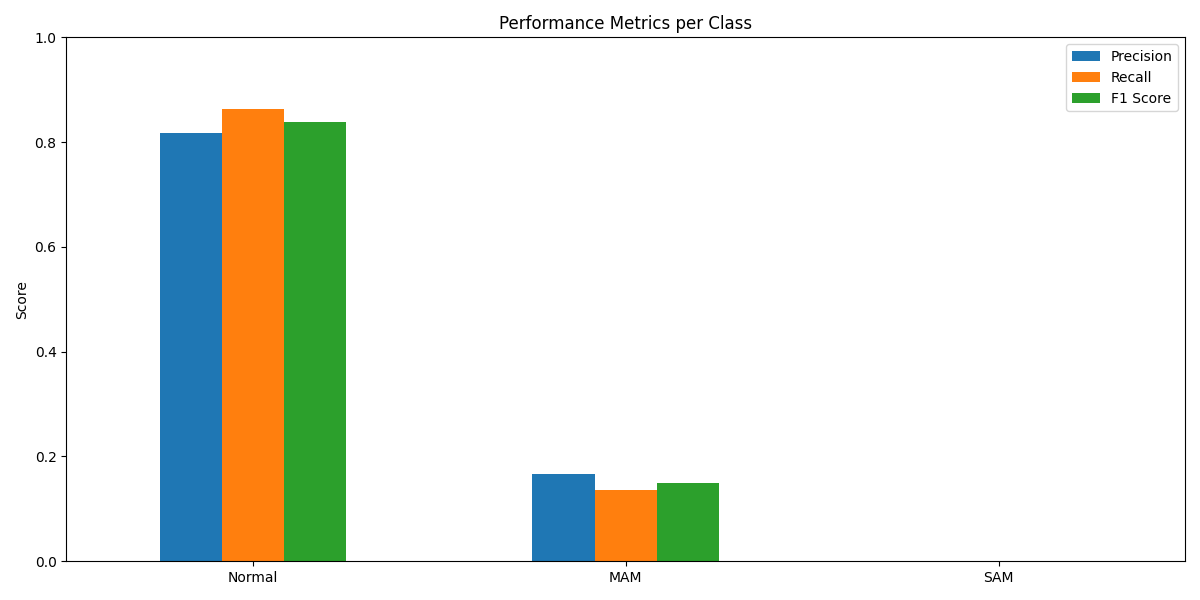 Performance Metrics per Class
Precision
Recall
F1 Score
Score
1.0
0.8
0.6
0.4
0.2
0.0
Normal
MAM
SAM